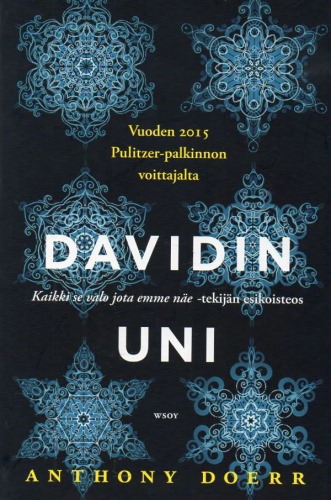 Vuoden 2015
Pulitzer-palkinnon
voittajalta
DAVIDIN
Kaikki se valo jota emme näe -tekijän esikoisteos
UNI
WSOY
ANTHONY DOERR